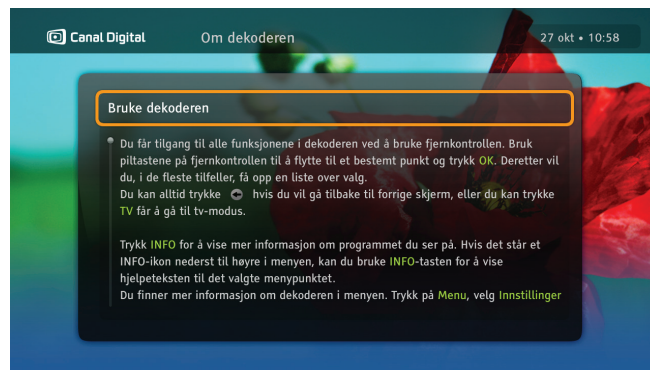 Canal Digital Om dekoderen 27 okt • 10:58
Bruke dekoderen
Du får tilgang til alle funksjonene i dekoderen ved å bruke fjernkontrollen. Bruk
piltastene på fjernkontrollen til å flytte til et bestemt punkt og trykk OK. Deretter vil
du, i de fleste tilfeller, få opp en liste over valg.
Du kan alltid trykke hvis du vil gå tilbake til forrige skjerm, eller du kan trykke
TV får å gå til tv-modus.
Trykk INFO for å vise mer informasjon om programmet du ser på. Hvis det står et
INFO-ikon nederst til høyre i menyen, kan du bruke INFO-tasten for å vise
hjelpeteksten til det valgte menypunktet.
Du finner mer informasjon om dekoderen i menyen. Trykk på Menu, velg Innstillinger